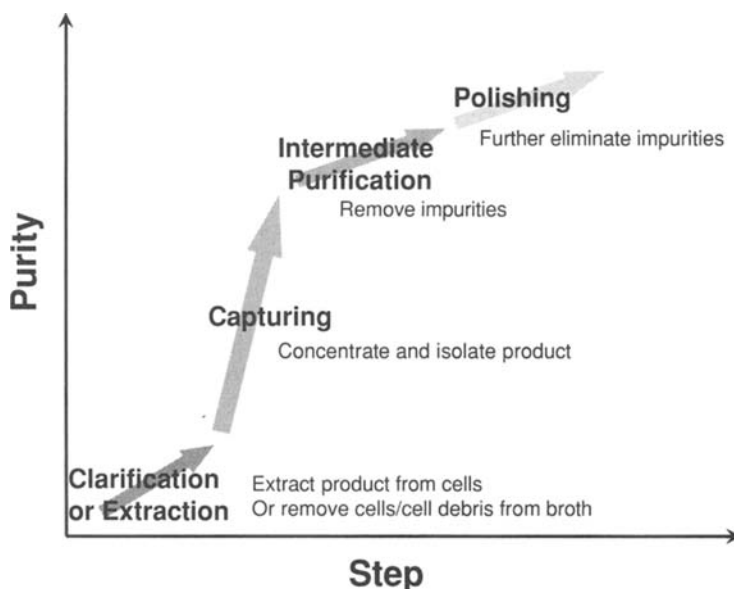 Purity
Polishing
Further eliminate impurities
Intermediate
Purification
Remove impurities
Capturing
Concentrate and isolate product
Clarification
or Extraction
Extract product from cells
Or remove cells/cell debris from broth
Step